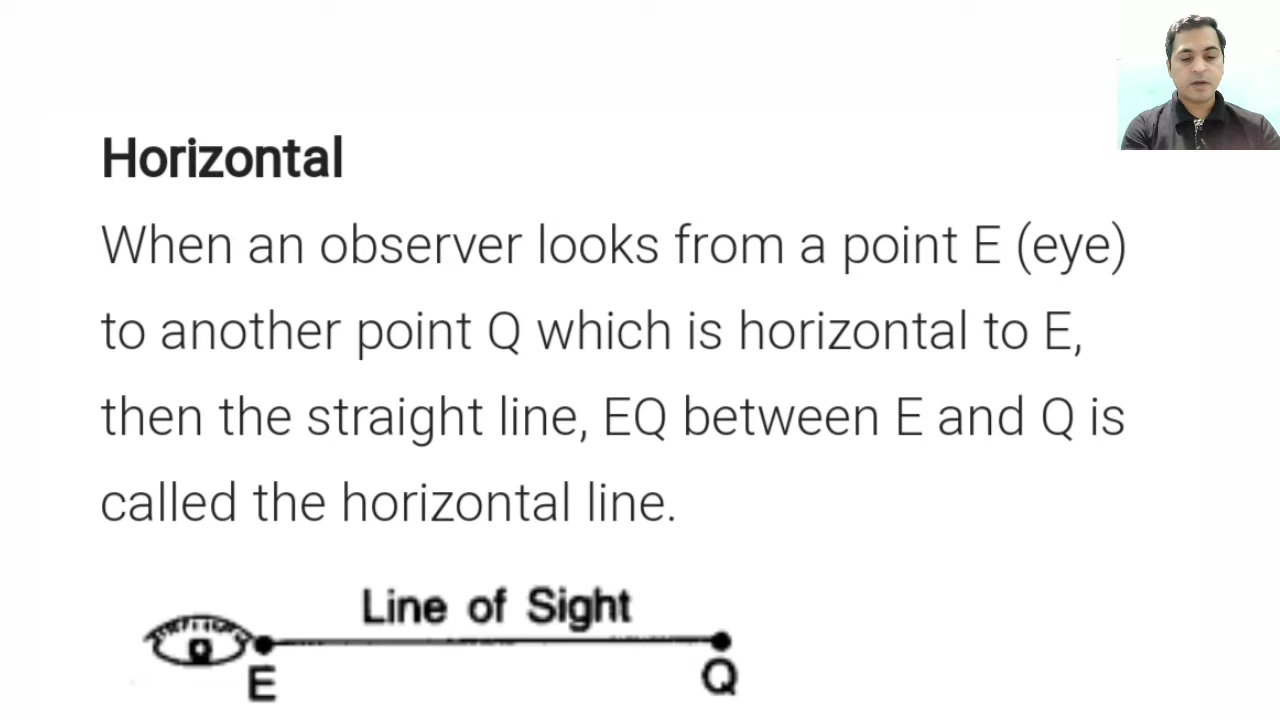 Horizontal
When an observer looks from a point E (eye)
to another point Q which is horizontal to E,
then the straight line, EQ between E and Q is
called the horizontal line.
Line of Sight
E
Q